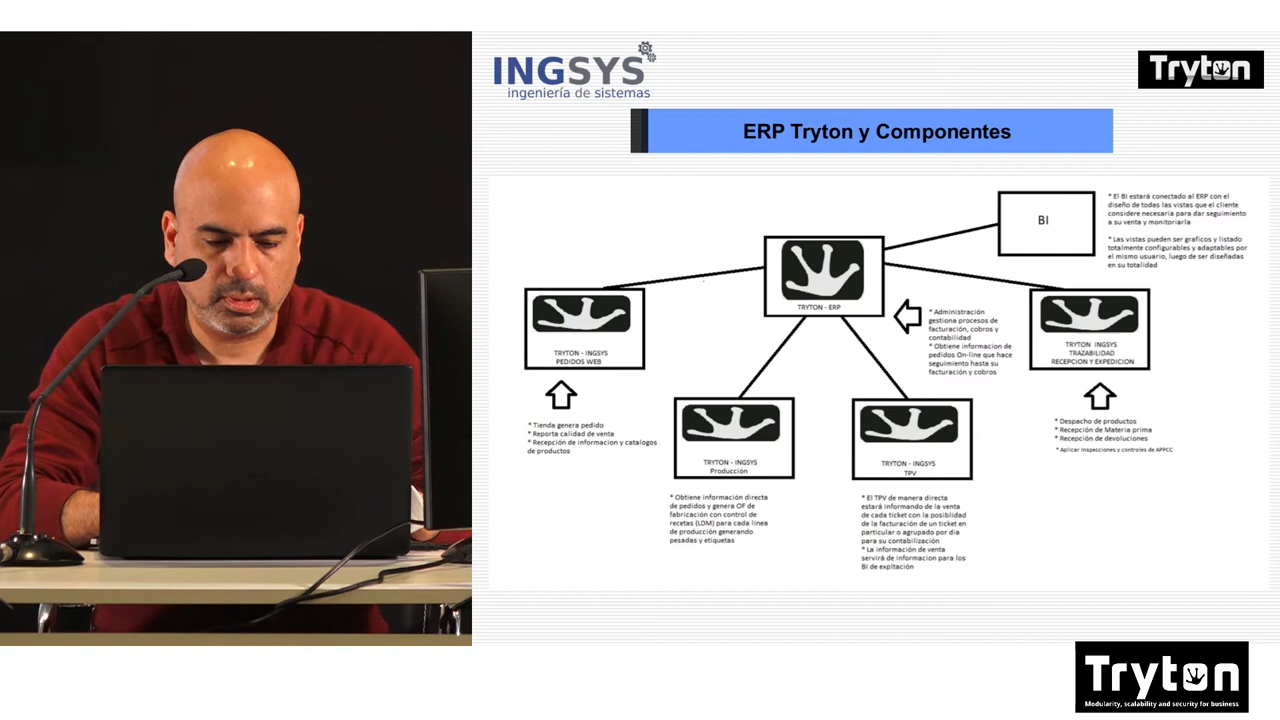 INGSYS
ingeniería de sistemas
Tryton
ERP Tryton y Componentes
BI
* El BI estará conectado al ERP con el
diseño de todas las vistas que el cliente
considere necesaria para dar seguimiento
a su venta y monitoriarla
* Las vistas pueden ser graficos y listado
totalmente configurables y adaptables por
el mismo usuario, luego de ser diseñadas
en su totalidad
TRYTON - ERP
* Administración
gestiona procesos de
facturación, cobros y
contabilidad
* Obtiene informacion de
pedidos On-line que hace
seguimiento hasta su
facturación y cobros
TRYTON - INGSYS
PEDIDOS WEB
* Tienda genera pedido
* Reporta calidad de venta
* Recepción de informacion y catalogos
de productos
TRYTON INGSYS
TRAZABILIDAD
RECEPCION Y EXPEDICION
* Despacho de productos
* Recepción de Materia prima
* Recepción de devoluciones
* Aplicar inspecciones y controles de APPCC
TRYTON - INGSYS
Producción
* Obtiene información directa
de pedidos y genera OF de
fabricación con control de
recetas (LDM) para cada linea
de producción generando
pesadas y etiquetas
TRYTON - INGSYS
TPV
* El TPV de manera directa
estará informando de la venta
de cada ticket con la posiblidad
de la facturación de un ticket en
particular o agrupado por dia
para su contabilización
* La información de venta
servirá de informacion para los
BI de expltación
Tryton
Modularity, scalability and security for business